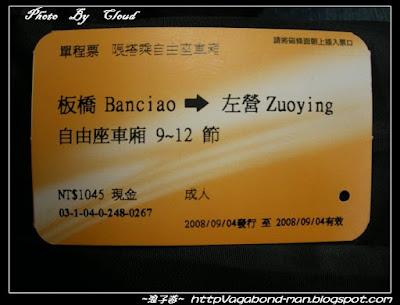 Photo By Cloud
單程票 限搭乘自由座車廂
請將磁條面朝上插入票口
板橋 Banciao → 左營 Zuoying
自由座車廂 9~12 節
NT$1045 現金 成人
03-1-04-0-248-0267
2008/09/04發行 至 2008/09/04有效
~浪子夢~ http://vagabond-man.blogspot.com